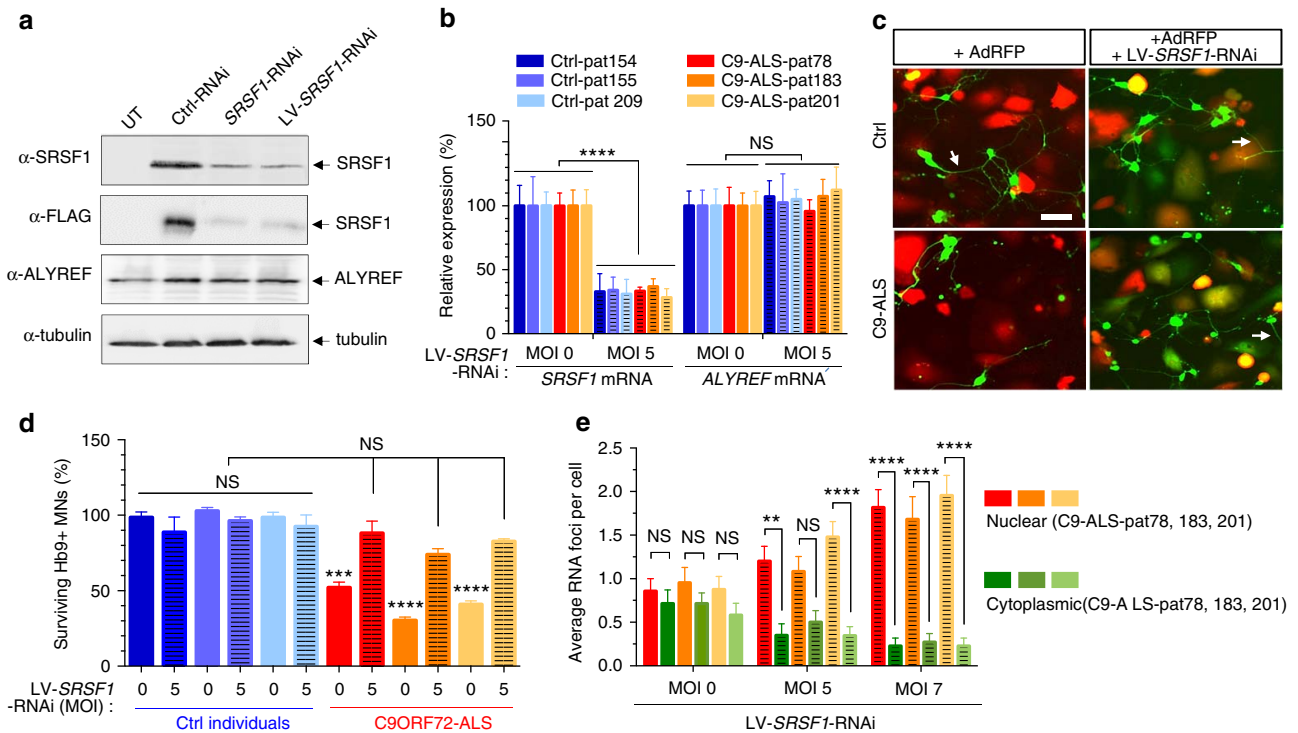 a
UT
Ctrl-RNAi
SRSF1-RNAi
LV-SRSF1-RNAi
α-SRSF1
SRSF1
α-FLAG
SRSF1
α-ALYREF
ALYREF
α-tubulin
tubulin
b
Ctrl-pat154
Ctrl-pat155
Ctrl-pat 209
C9-ALS-pat78
C9-ALS-pat183
C9-ALS-pat201
Relative expression (%)
150
100
50
0
****
NS
LV-SRSF1
-RNAi :
MOI 0
MOI 5
MOI 0
MOI 5
SRSF1 mRNA
ALYREF mRNA
c
+ AdRFP
+AdRFP
+ LV-SRSF1-RNAi
Ctrl
C9-ALS
d
Surviving Hb9+ MNs (%)
150
100
50
0
NS
NS
***
****
****
LV-SRSF1
-RNAi (MOI) :
0 5 0 5 0 5 0 5 0 5 0 5
Ctrl individuals
C9ORF72-ALS
e
Average RNA foci per cell
2.5
2.0
1.5
1.0
0.5
0.0
NS NS NS
** NS ****
**** **** ****
MOI 0
MOI 5
MOI 7
LV-SRSF1-RNAi
Nuclear (C9-ALS-pat78, 183, 201)
Cytoplasmic(C9-A LS-pat78, 183, 201)